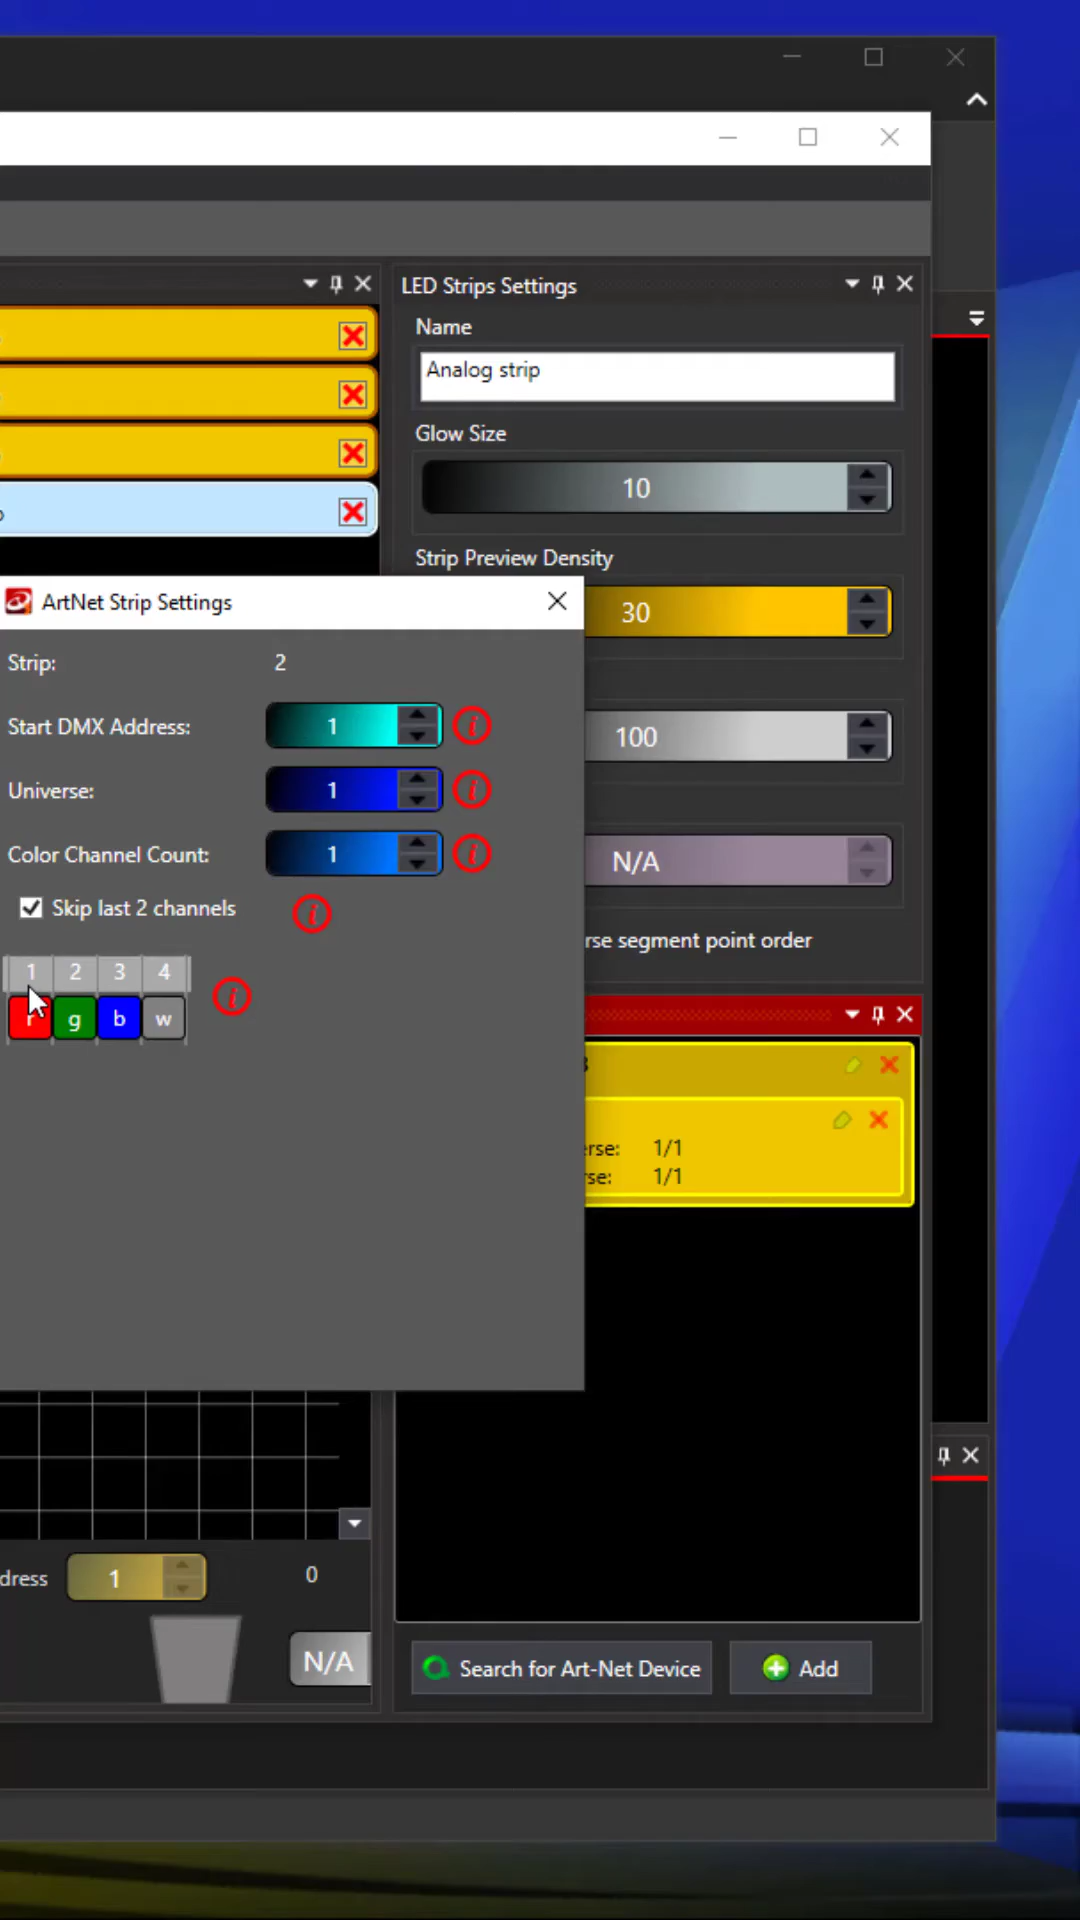 LED Strips Settings
Name
Analog strip
Glow Size
10
Strip Preview Density
30
100
N/A
rse segment point order
ArtNet Strip Settings
Strip: 2
Start DMX Address: 1
Universe: 1
Color Channel Count: 1
Skip last 2 channels
1 2 3 4
r g b w
erse: 1/1
se: 1/1
dress 1 0
N/A
Search for Art-Net Device
Add